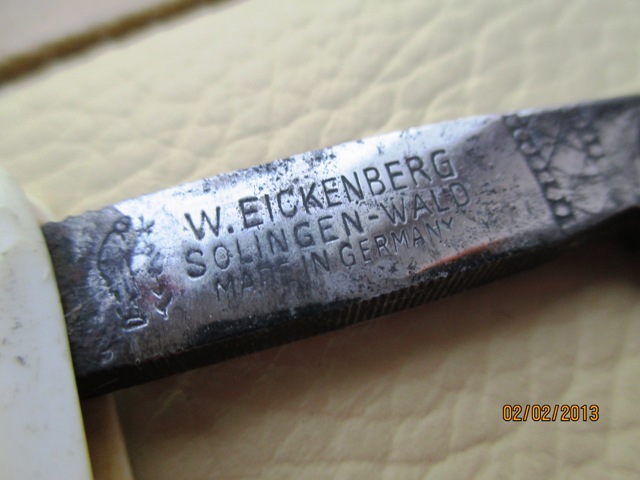 W. EICKENBERG
SOLINGEN-WALD
MADE IN GERMANY
02/02/2013